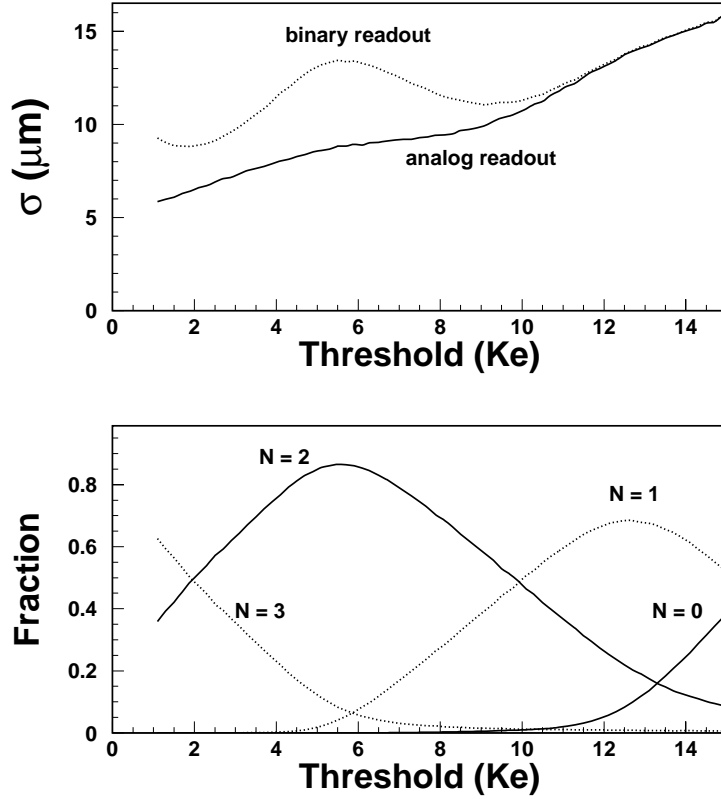 15
10
5
0
σ (μm)
binary readout
analog readout
0 2 4 6 8 10 12 14
Threshold (Ke)
0.8
0.6
0.4
0.2
0
Fraction
N = 2
N = 1
N = 3
N = 0
0 2 4 6 8 10 12 14
Threshold (Ke)